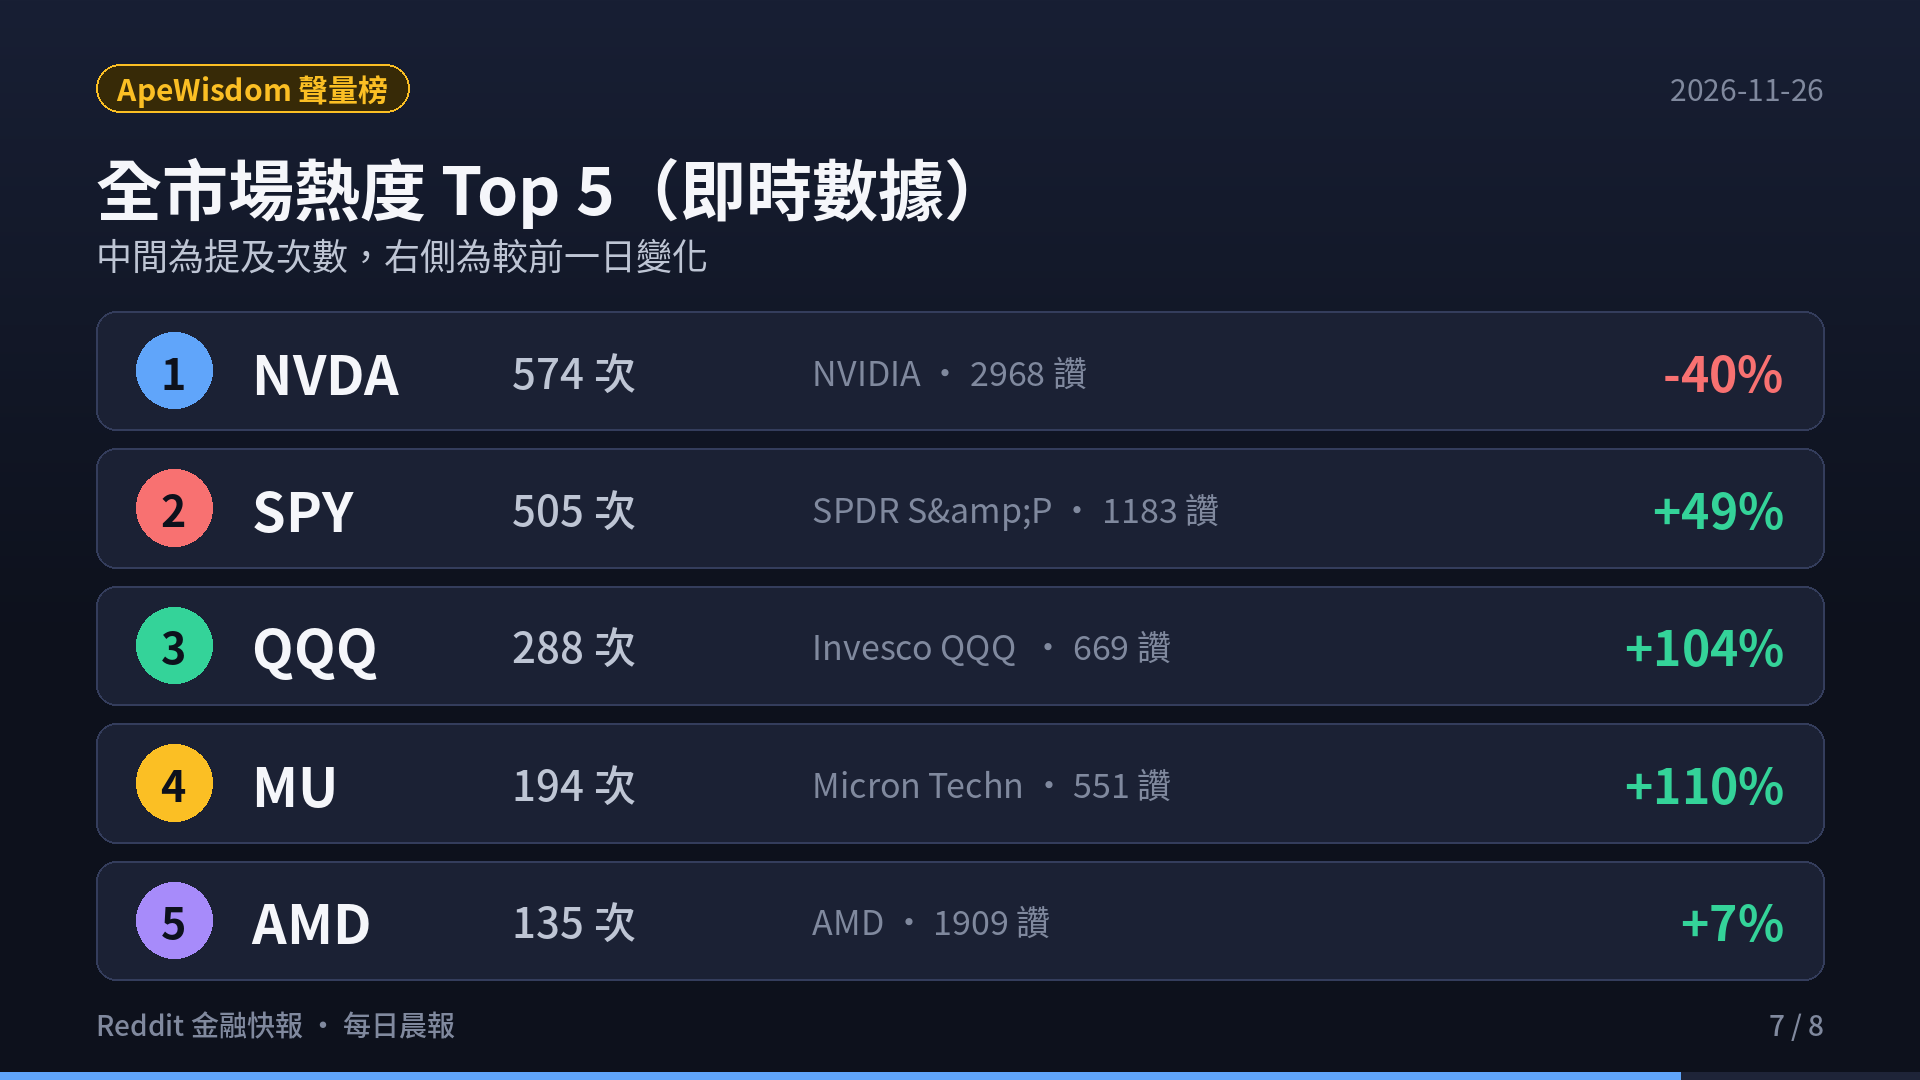 ApeWisdom 聲量榜
2026-11-26
全市場熱度 Top 5（即時數據）
中間為提及次數，右側為較前一日變化
1 NVDA 574 次 NVIDIA • 2968 讚 -40%
2 SPY 505 次 SPDR S&amp;P • 1183 讚 +49%
3 QQQ 288 次 Invesco QQQ • 669 讚 +104%
4 MU 194 次 Micron Techn • 551 讚 +110%
5 AMD 135 次 AMD • 1909 讚 +7%
Reddit 金融快報 • 每日晨報
7 / 8